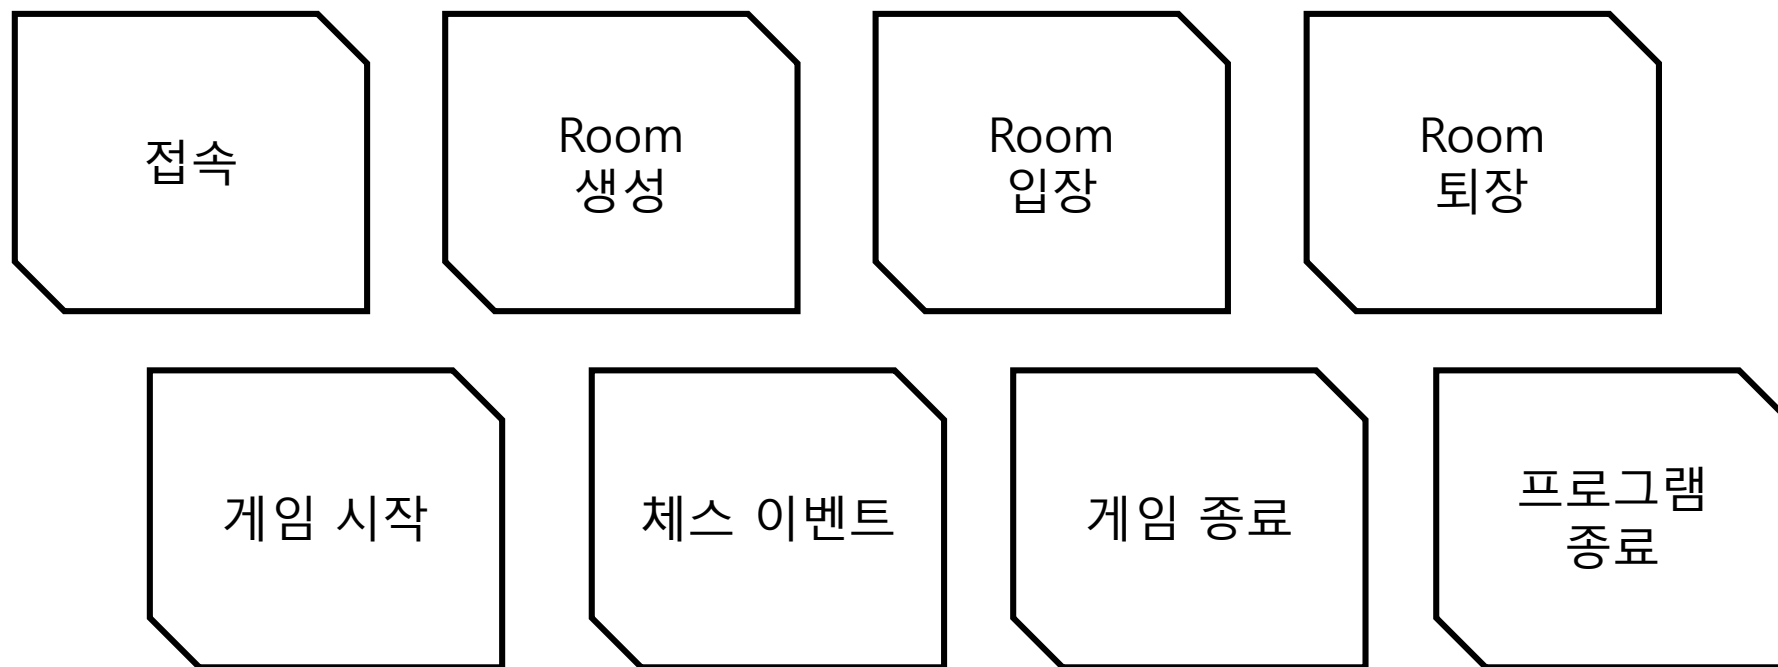 접속
Room
생성
Room
입장
Room
퇴장
게임 시작
체스 이벤트
게임 종료
프로그램
종료